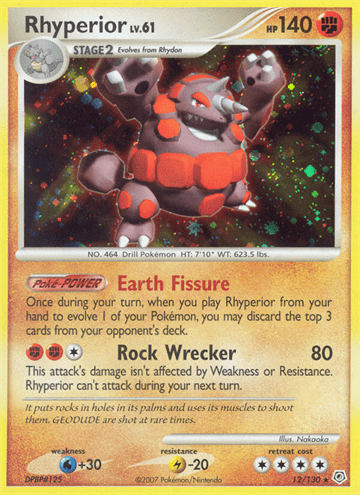 Rhyperior LV.61 HP 140
STAGE2 Evolves from Rhydon
NO. 464 Drill Pokémon HT: 7'10" WT: 623.5 lbs.
Poké-POWER Earth Fissure
Once during your turn, when you play Rhyperior from your
hand to evolve 1 of your Pokémon, you may discard the top 3
cards from your opponent's deck.
Rock Wrecker 80
This attack's damage isn't affected by Weakness or Resistance.
Rhyperior can't attack during your next turn.
It puts rocks in holes in its palms and uses its muscles to shoot
them. GEODUDE are shot at rare times.
Illus. Nakaoka
weakness resistance retreat cost
+30 -20
DPBP#125 ©2007 Pokémon/Nintendo 12/130 ★